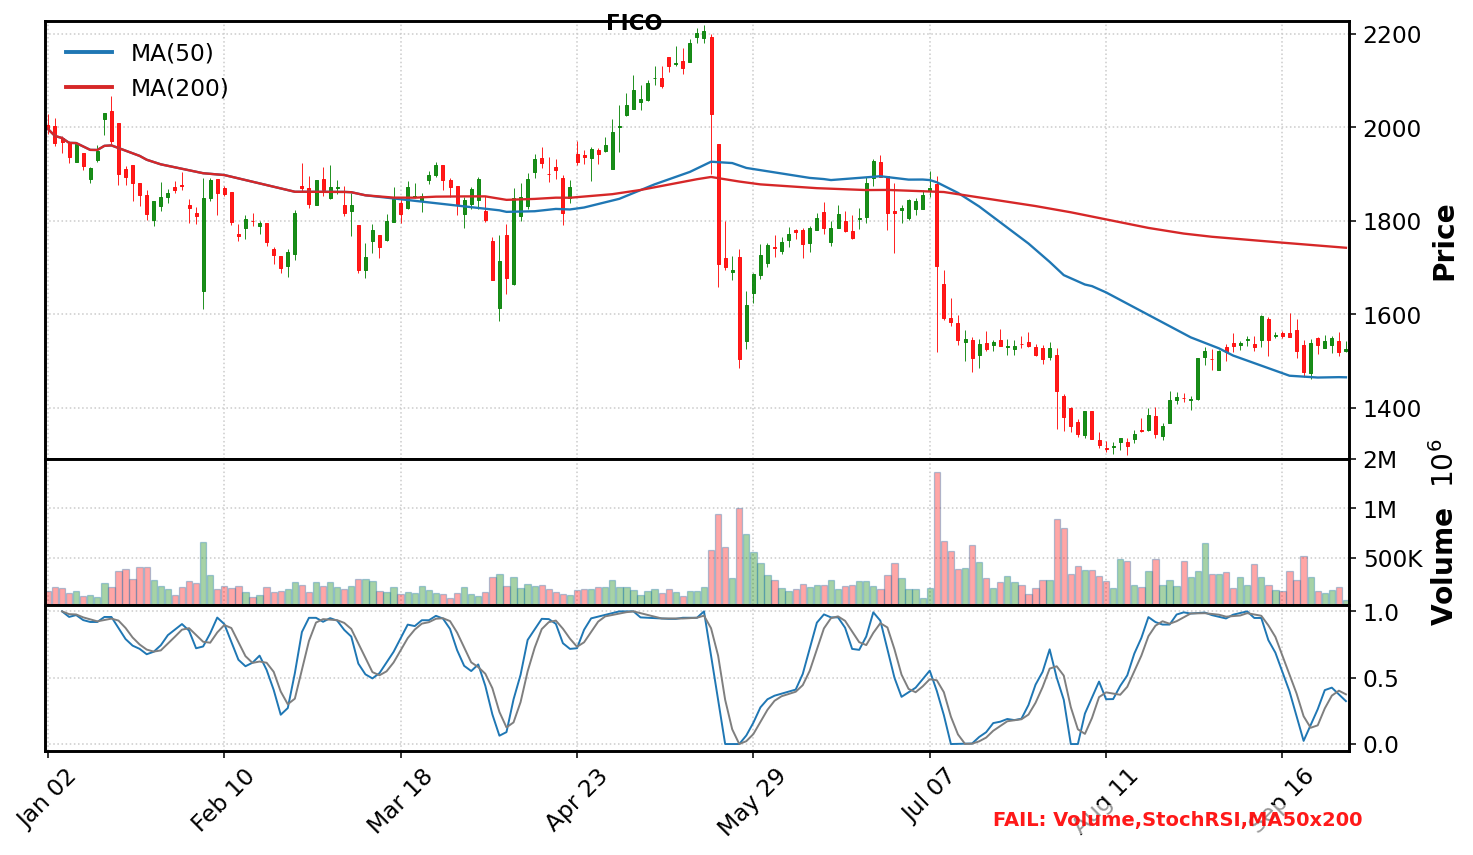 FICO
MA(50)
MA(200)
2200
2000
1800
1600
1400
Price
2M
1M
500K
Volume 10^6
1.0
0.5
0.0
Jan 02
Feb 10
Mar 18
Apr 23
May 29
Jul 07
Aug 11
Sep 16
FAIL: Volume,StochRSI,MA50x200